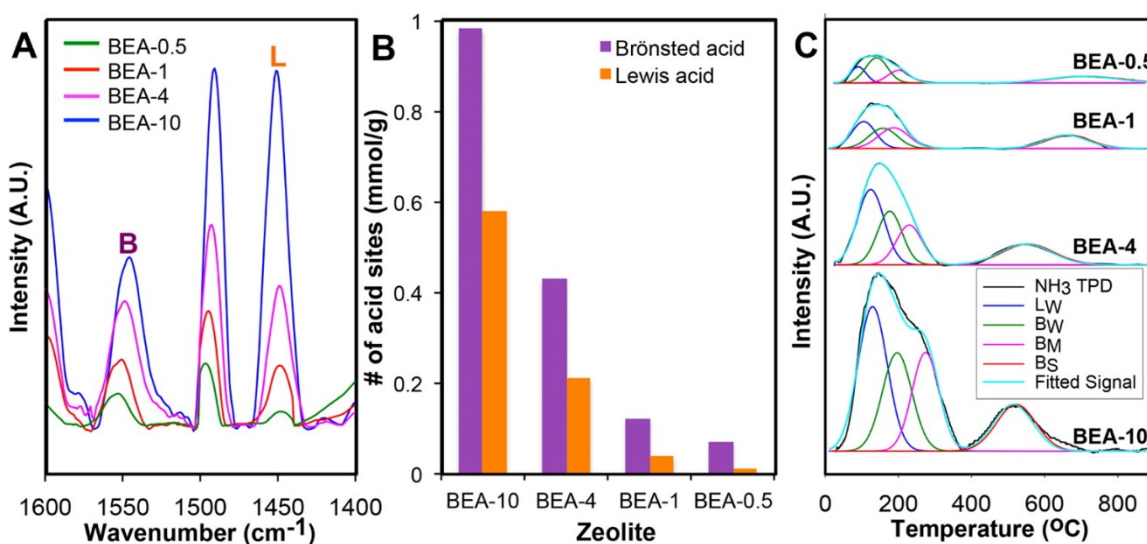 A
BEA-0.5
BEA-1
BEA-4
BEA-10
B
L
Intensity (A.U.)
1600 1550 1500 1450 1400
Wavenumber (cm-1)
B
Brönsted acid
Lewis acid
# of acid sites (mmol/g)
1
0.8
0.6
0.4
0.2
0
BEA-10 BEA-4 BEA-1 BEA-0.5
Zeolite
C
BEA-0.5
BEA-1
BEA-4
NH3 TPD
LW
BW
BM
BS
Fitted Signal
BEA-10
Intensity (A.U.)
0 200 400 600 800
Temperature (ºC)